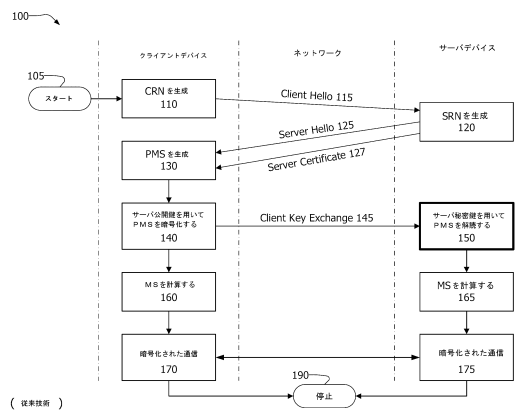 100
クライアントデバイス
ネットワーク
サーバデバイス
105
スタート
CRNを生成
110
Client Hello 115
SRNを生成
120
Server Hello 125
Server Certificate 127
PMSを生成
130
サーバ公開鍵を用いて
PMSを暗号化する
140
Client Key Exchange 145
サーバ秘密鍵を用いて
PMSを解読する
150
MSを計算する
160
MSを計算する
165
暗号化された通信
170
暗号化された通信
175
190
停止
( 従来技術 )